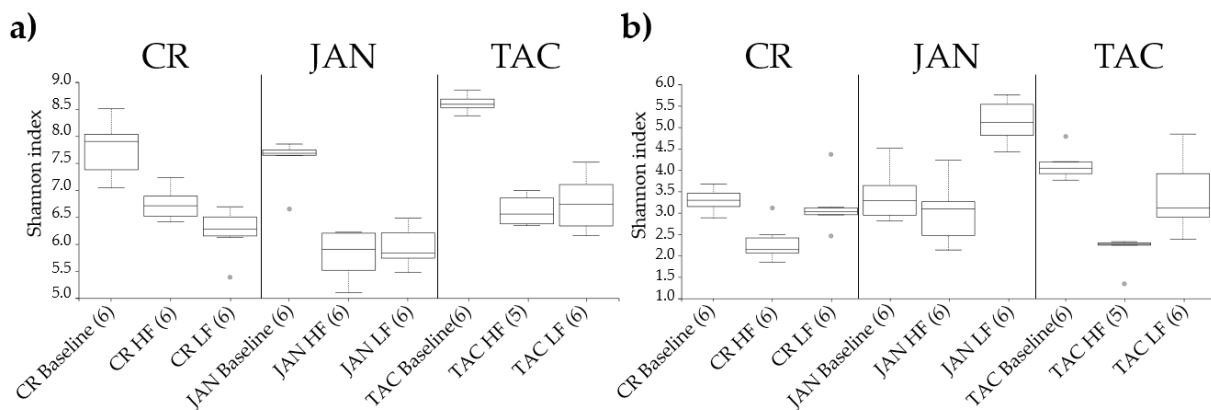 a)
CR JAN TAC
Shannon index
9.0
8.5
8.0
7.5
7.0
6.5
6.0
5.5
5.0
CR Baseline (6)
CR HF (6)
CR LF (6)
JAN Baseline (6)
JAN HF (6)
JAN LF (6)
TAC Baseline(6)
TAC HF (5)
TAC LF (6)
b)
CR JAN TAC
Shannon index
6.0
5.5
5.0
4.5
4.0
3.5
3.0
2.5
2.0
1.5
1.0
CR Baseline (6)
CR HF (6)
CR LF (6)
JAN Baseline (6)
JAN HF (6)
JAN LF (6)
TAC Baseline(6)
TAC HF (5)
TAC LF (6)